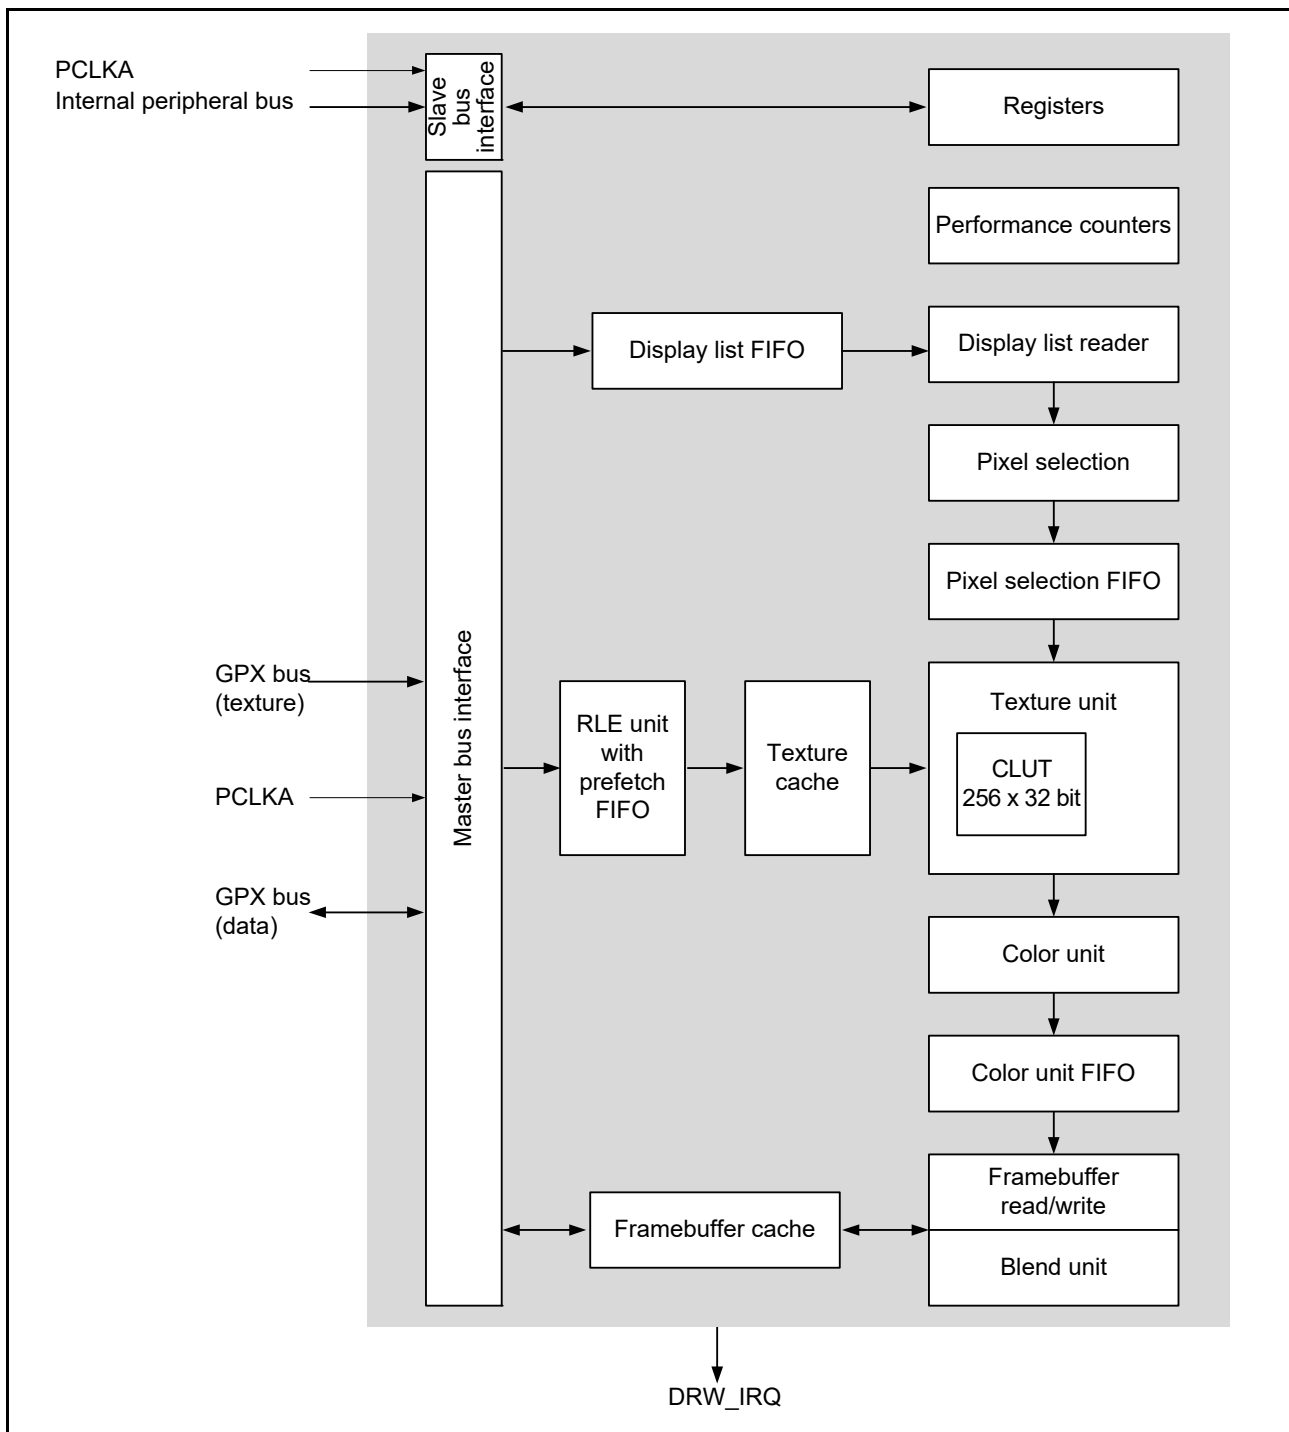 PCLKA
Internal peripheral bus
Slave
bus
interface
Registers
Performance counters
Display list FIFO
Display list reader
Pixel selection
Pixel selection FIFO
GPX bus
(texture)
PCLKA
GPX bus
(data)
Master bus interface
RLE unit
with
prefetch
FIFO
Texture
cache
Texture unit
CLUT
256 x 32 bit
Color unit
Color unit FIFO
Framebuffer
read/write
Framebuffer cache
Blend unit
DRW_IRQ